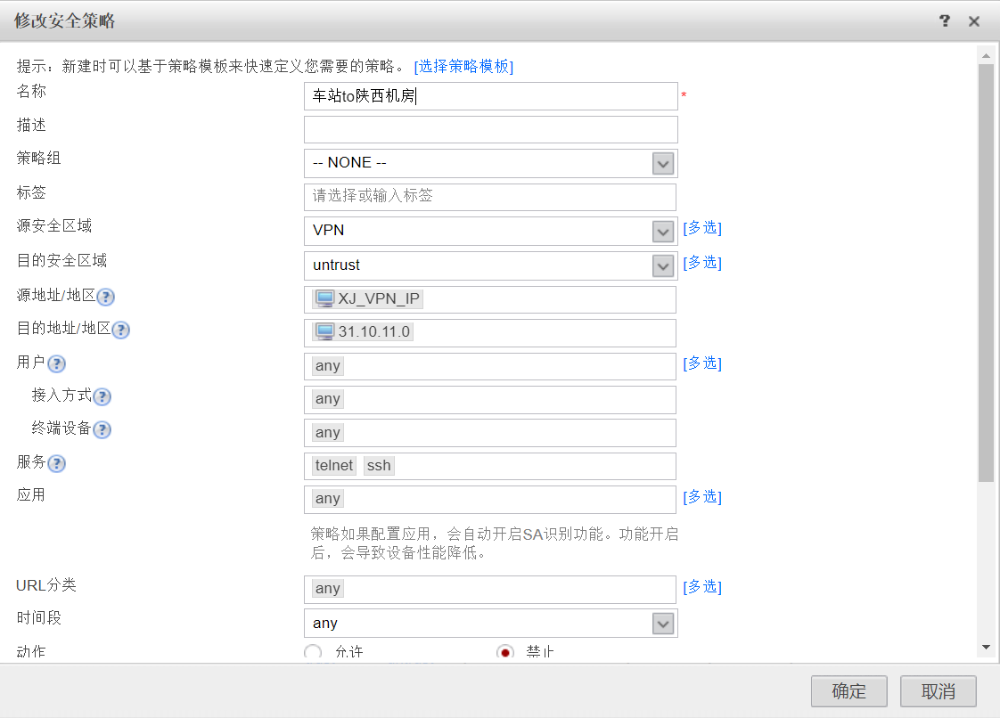 修改安全策略 ? ×
提示：新建时可以基于策略模板来快速定义您需要的策略。 [选择策略模板]
名称 车站to陕西机房 *
描述
策略组 -- NONE --
标签 请选择或输入标签
源安全区域 VPN [多选]
目的安全区域 untrust [多选]
源地址/地区 ? XJ_VPN_IP
目的地址/地区 ? 31.10.11.0
用户 ? any [多选]
接入方式 ? any
终端设备 ? any
服务 ? telnet ssh
应用 any [多选]
策略如果配置应用，会自动开启SA识别功能。功能开启
后，会导致设备性能降低。
URL分类 any [多选]
时间段 any
动作 允许 禁止
确定 取消